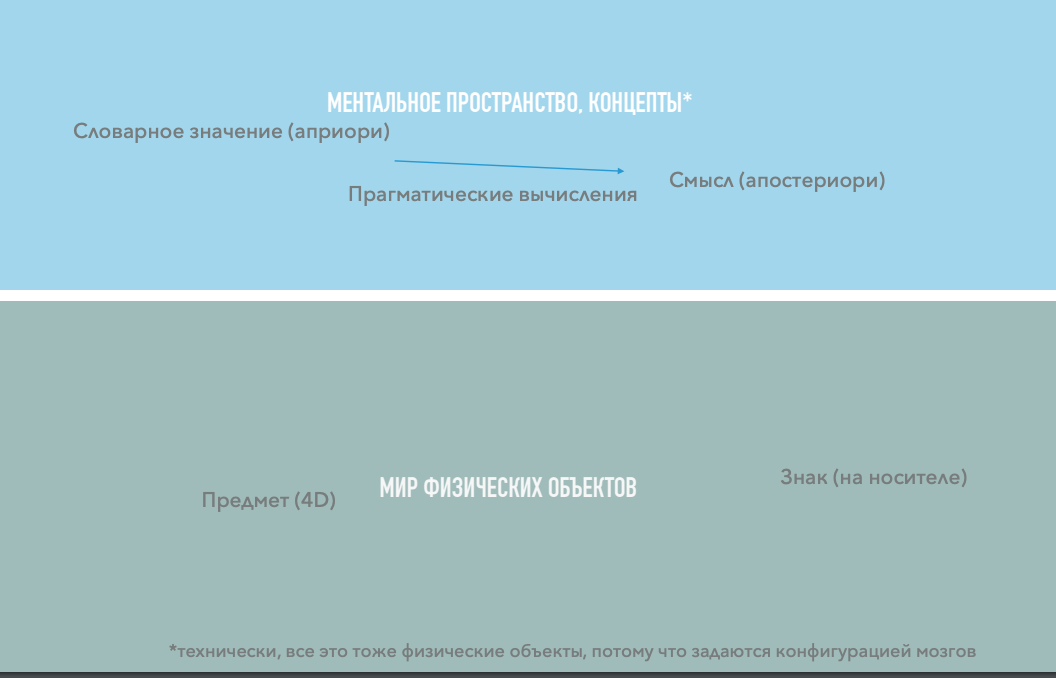 МЕНТАЛЬНОЕ ПРОСТРАНСТВО, КОНЦЕПТЫ*
Словарное значение (априори)
Смысл (апостериори)
Прагматические вычисления
Знак (на носителе)
МИР ФИЗИЧЕСКИХ ОБЪЕКТОВ
Предмет (4D)
*технически, все это тоже физические объекты, потому что задаются конфигурацией мозгов